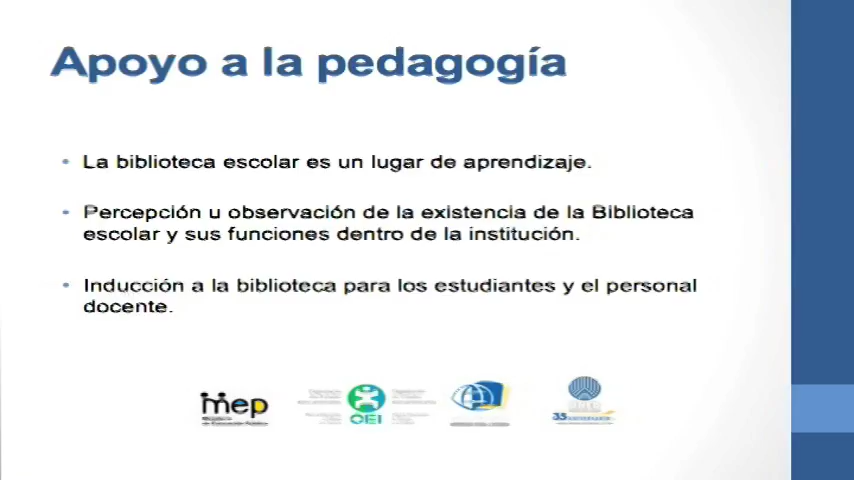 Apoyo a la pedagogía
La biblioteca escolar es un lugar de aprendizaje.
Percepción u observación de la existencia de la Biblioteca
escolar y sus funciones dentro de la institución.
Inducción a la biblioteca para los estudiantes y el personal
docente.
mep
OEI
35